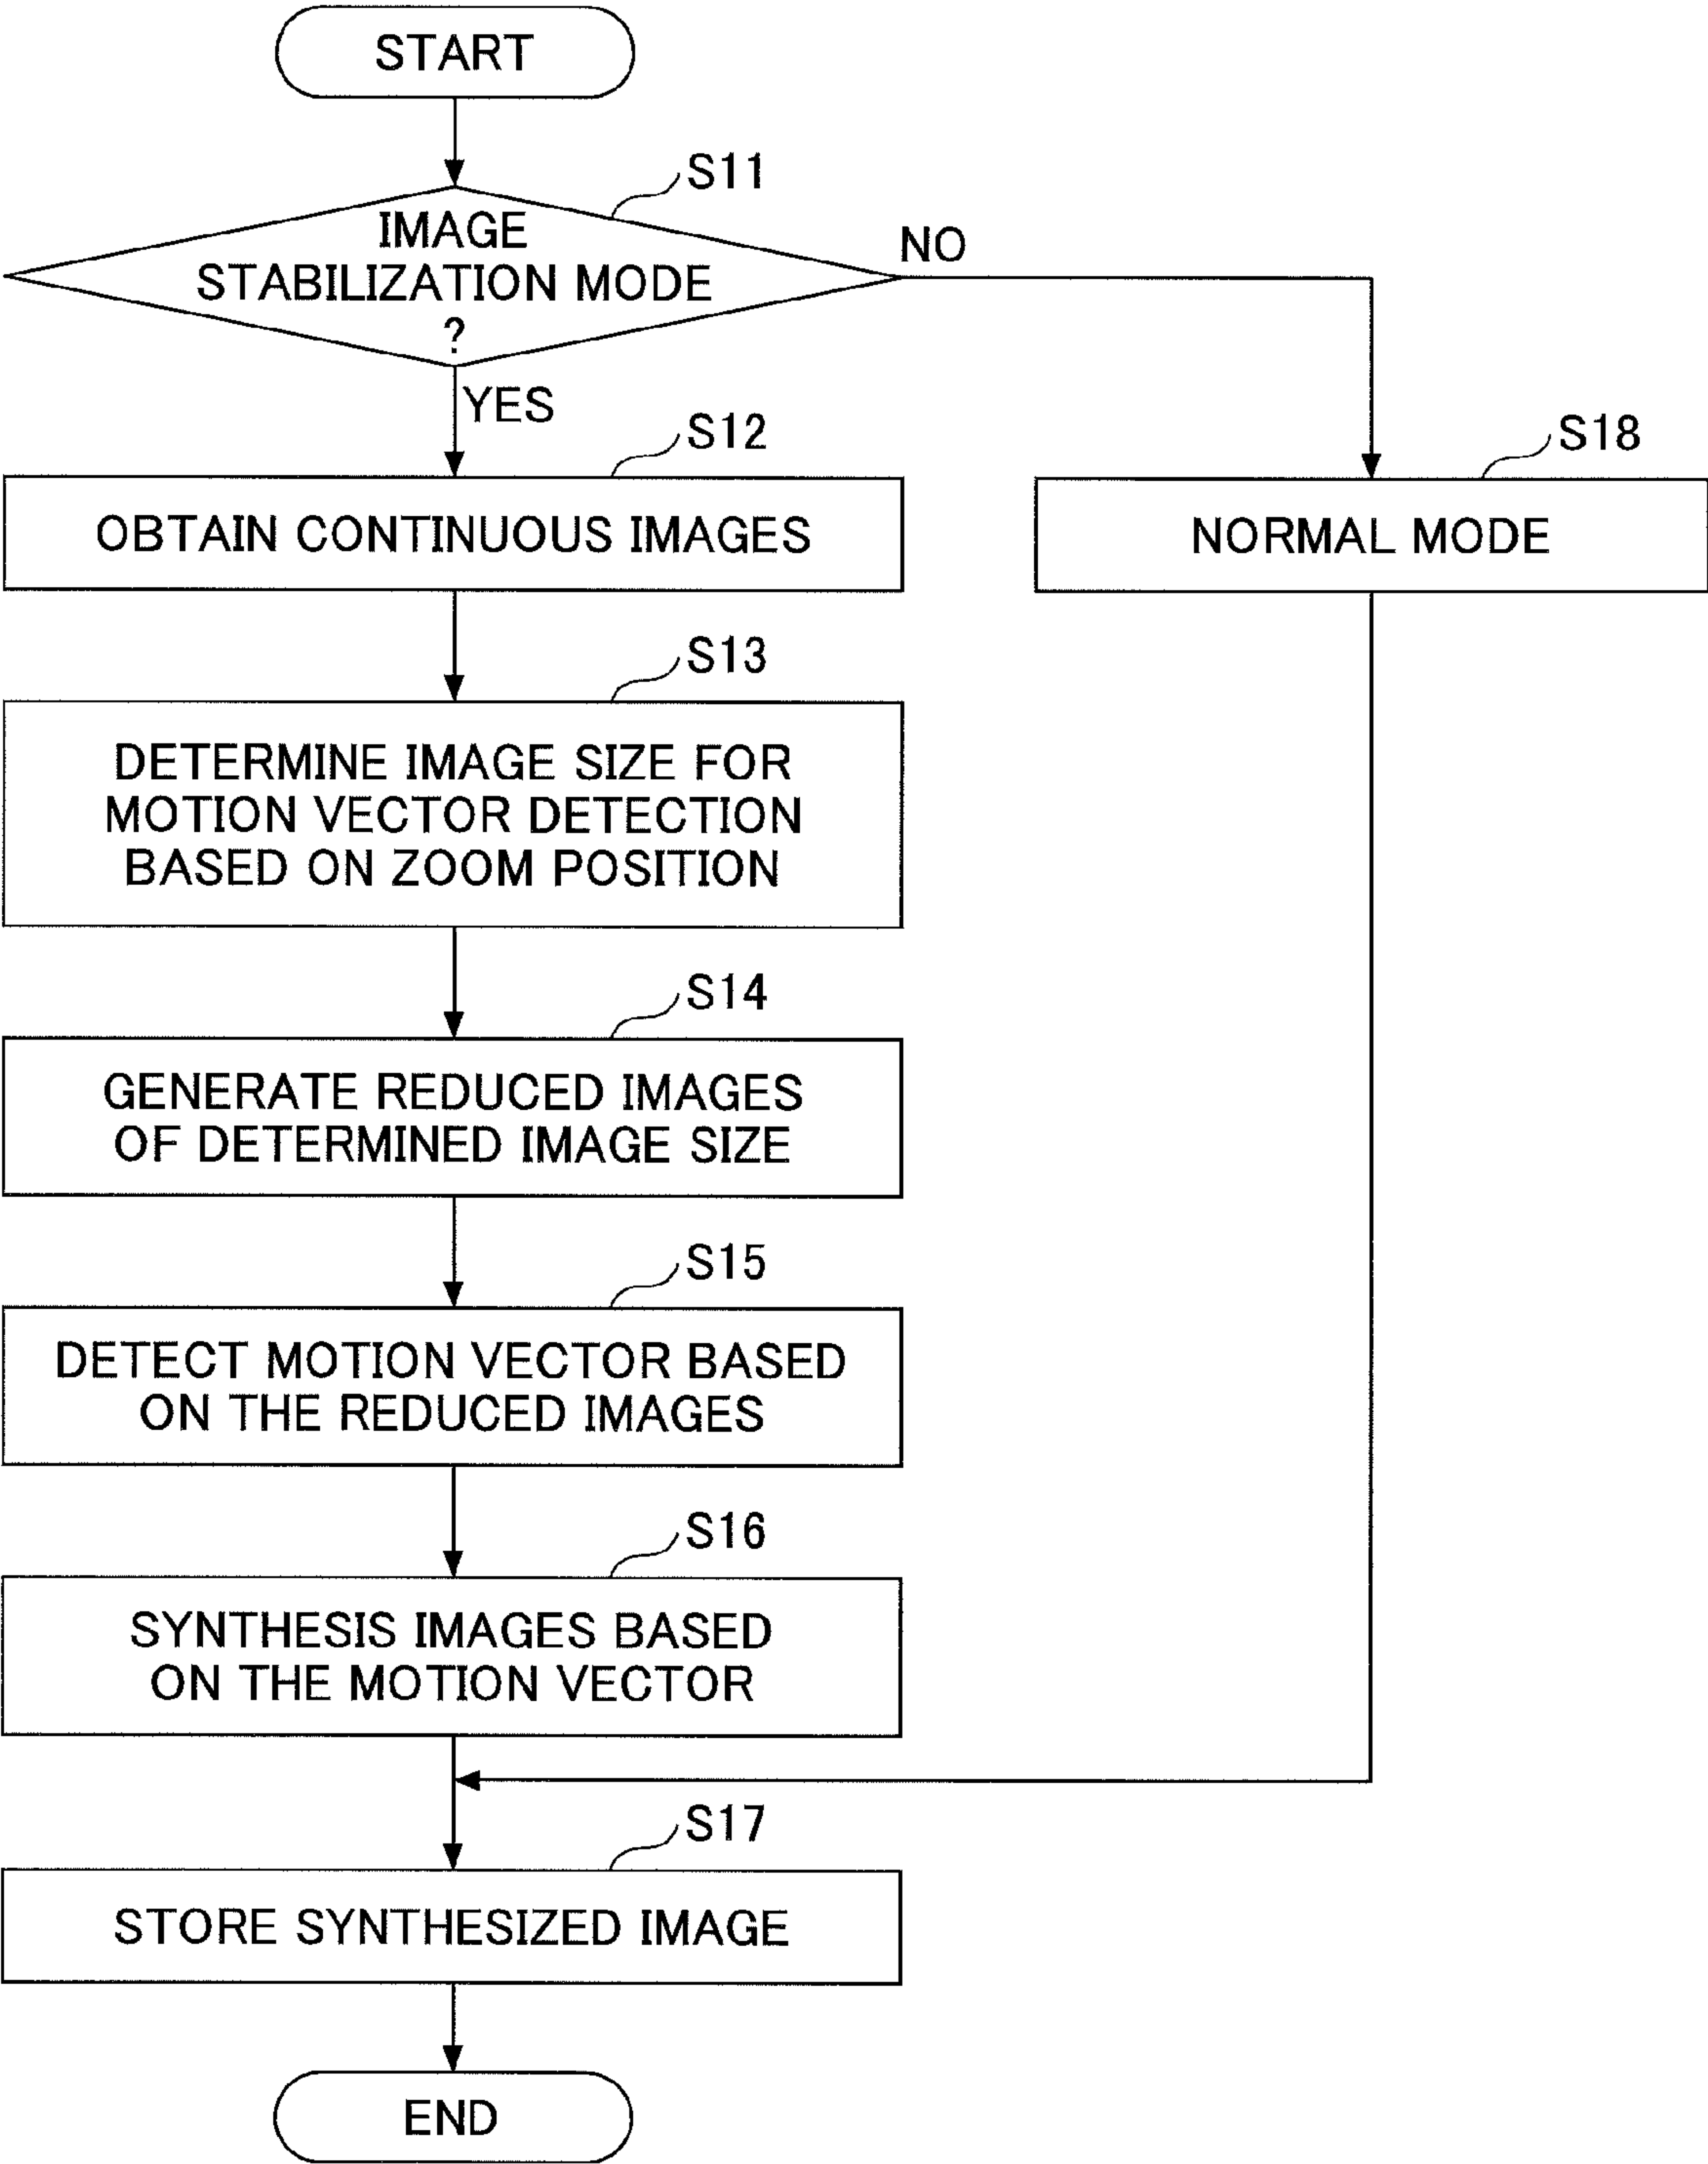 START
S11
IMAGE
STABILIZATION MODE
?
NO
YES
S12
OBTAIN CONTINUOUS IMAGES
S18
NORMAL MODE
S13
DETERMINE IMAGE SIZE FOR
MOTION VECTOR DETECTION
BASED ON ZOOM POSITION
S14
GENERATE REDUCED IMAGES
OF DETERMINED IMAGE SIZE
S15
DETECT MOTION VECTOR BASED
ON THE REDUCED IMAGES
S16
SYNTHESIS IMAGES BASED
ON THE MOTION VECTOR
S17
STORE SYNTHESIZED IMAGE
END